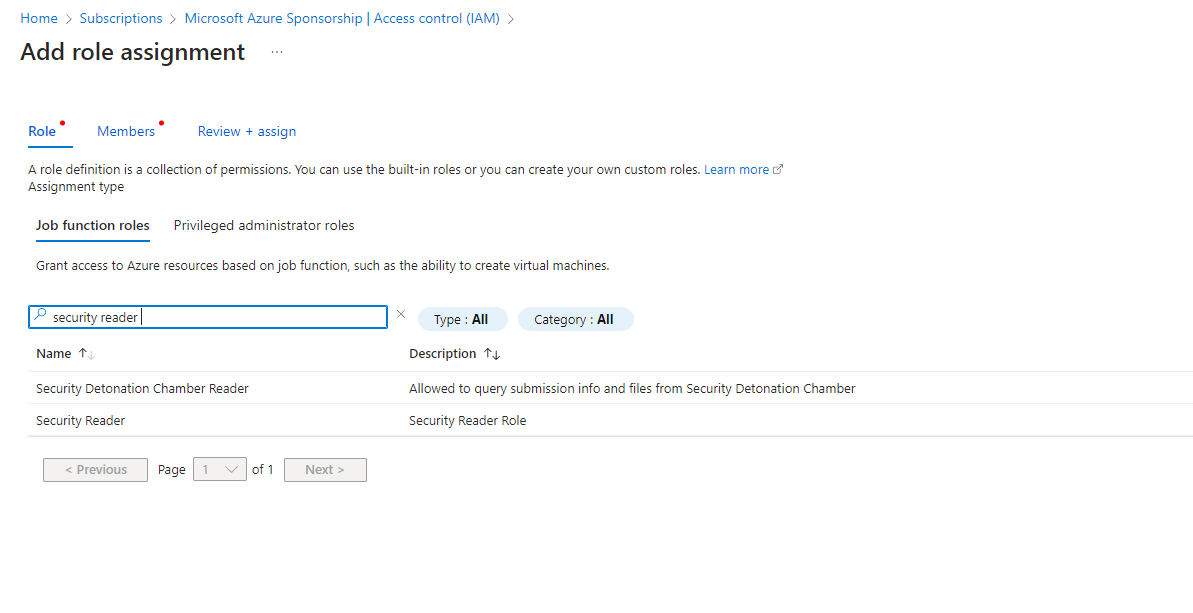 Home > Subscriptions > Microsoft Azure Sponsorship | Access control (IAM) >
Add role assignment ...
Role Members Review + assign
A role definition is a collection of permissions. You can use the built-in roles or you can create your own custom roles. Learn more
Assignment type
Job function roles Privileged administrator roles
Grant access to Azure resources based on job function, such as the ability to create virtual machines.
security reader Type : All Category : All
Name ↑↓ Description ↑↓
Security Detonation Chamber Reader Allowed to query submission info and files from Security Detonation Chamber
Security Reader Security Reader Role
< Previous Page 1 of 1 Next >